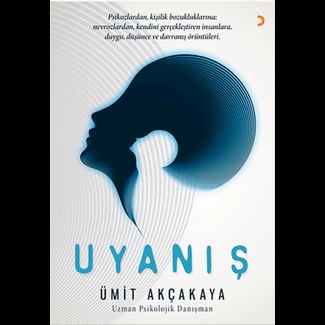 Psikozlardan, kişilik bozukluklarına;
nevrozlardan, kendini gerçekleştiren insanlara,
duygu, düşünce ve davranış örüntüleri.
UYANIŞ
ÜMİT AKÇAKAYA
Uzman Psikolojik Danışman